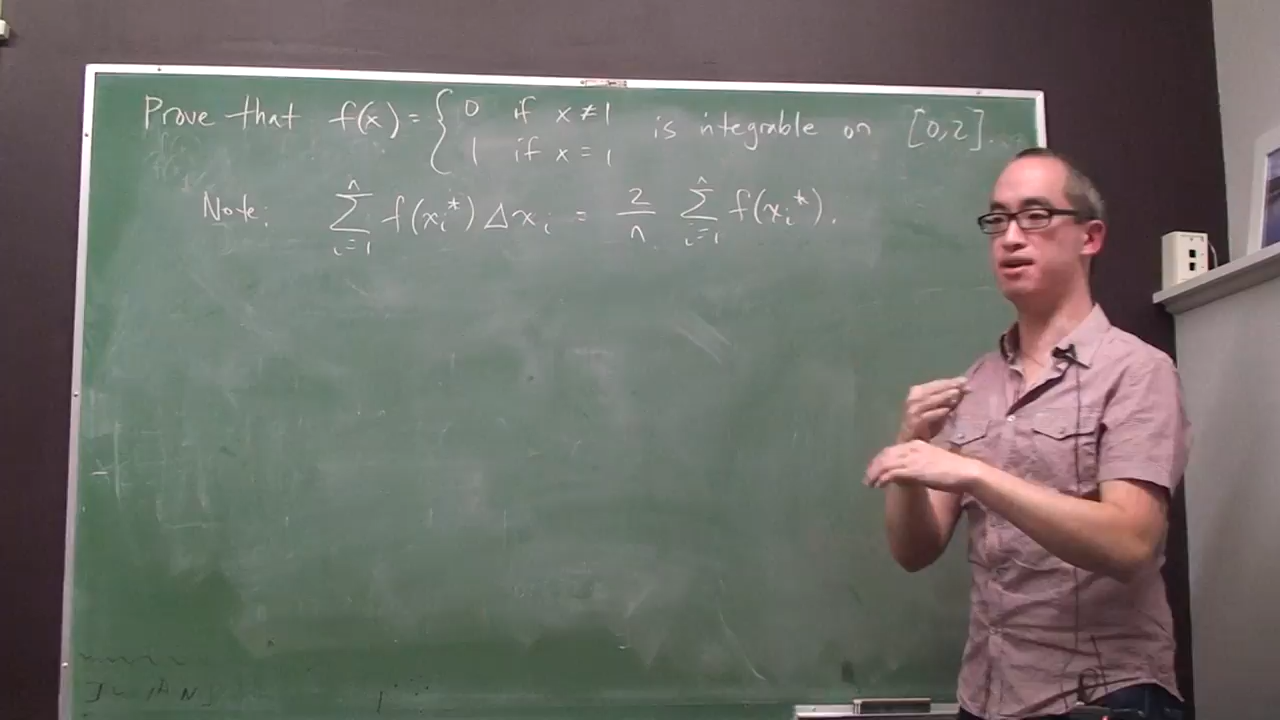 Prove that f(x) = { 0 if x ≠ 1 is integrable on [0,2].
1 if x = 1
Note: ∑_{i=1}^{n} f(x_i^*) Δx_i = 2/n ∑_{i=1}^{n} f(x_i^*).